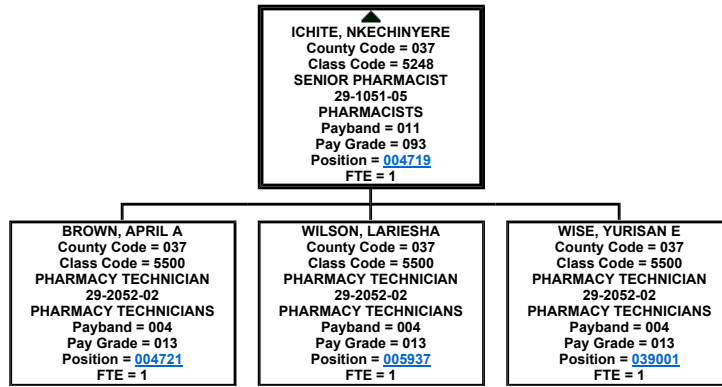 ICHITE, NKECHINYERE
County Code = 037
Class Code = 5248
SENIOR PHARMACIST
29-1051-05
PHARMACISTS
Payband = 011
Pay Grade = 093
Position = 004719
FTE = 1
BROWN, APRIL A
County Code = 037
Class Code = 5500
PHARMACY TECHNICIAN
29-2052-02
PHARMACY TECHNICIANS
Payband = 004
Pay Grade = 013
Position = 004721
FTE = 1
WILSON, LARIESHA
County Code = 037
Class Code = 5500
PHARMACY TECHNICIAN
29-2052-02
PHARMACY TECHNICIANS
Payband = 004
Pay Grade = 013
Position = 005937
FTE = 1
WISE, YURISAN E
County Code = 037
Class Code = 5500
PHARMACY TECHNICIAN
29-2052-02
PHARMACY TECHNICIANS
Payband = 004
Pay Grade = 013
Position = 039001
FTE = 1